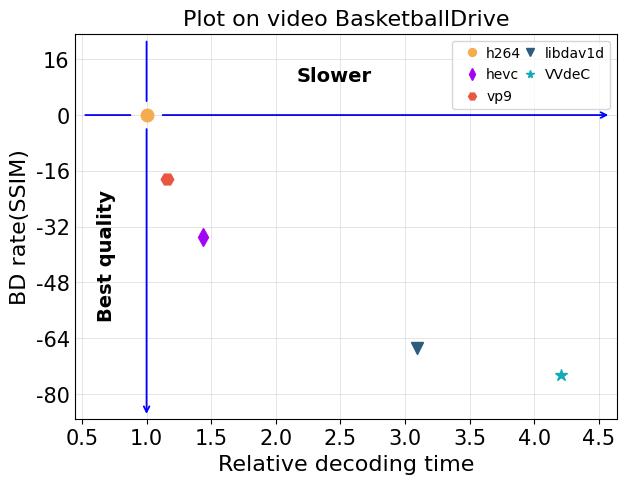 Plot on video BasketballDrive
h264
libdav1d
hevc
VVdeC
vp9
Slower
Best quality
BD rate(SSIM)
16
0
-16
-32
-48
-64
-80
0.5 1.0 1.5 2.0 2.5 3.0 3.5 4.0 4.5
Relative decoding time